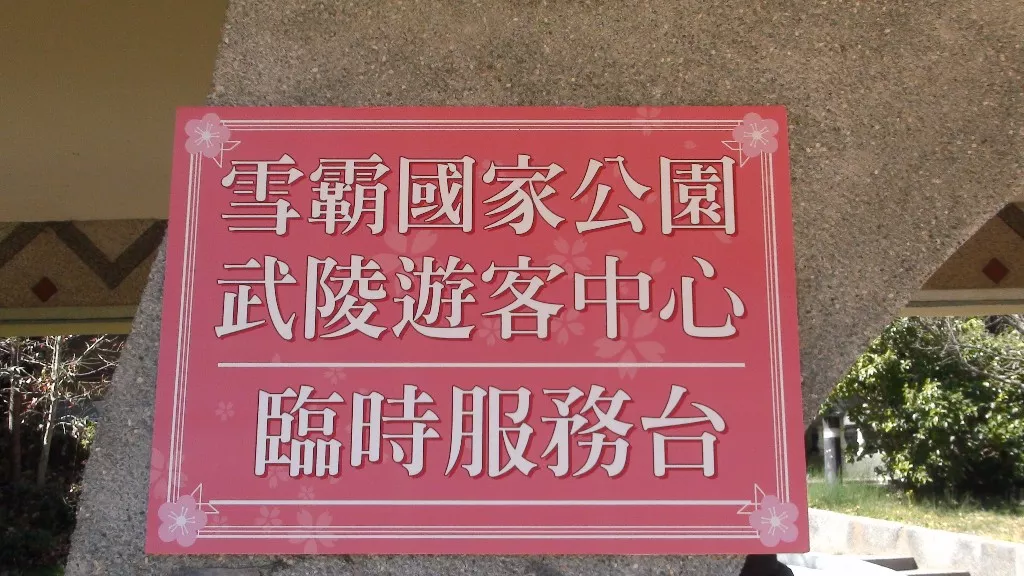 雪霸國家公園
武陵遊客中心
臨時服務台